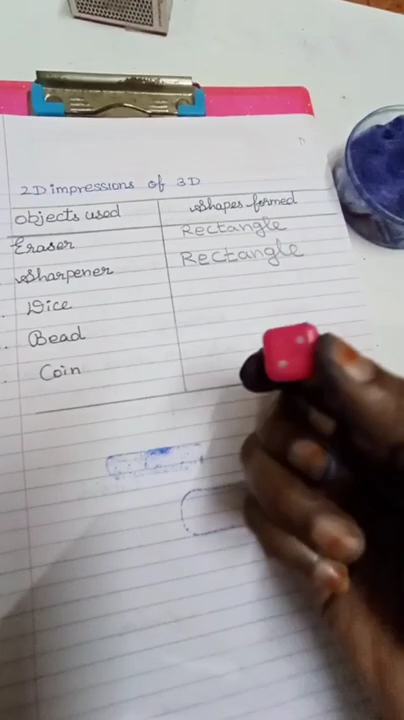 2D impressions of 3D
objects used
Shapes formed
Eraser
Rectangle
Sharpener
Rectangle
Dice
Bead
Coin